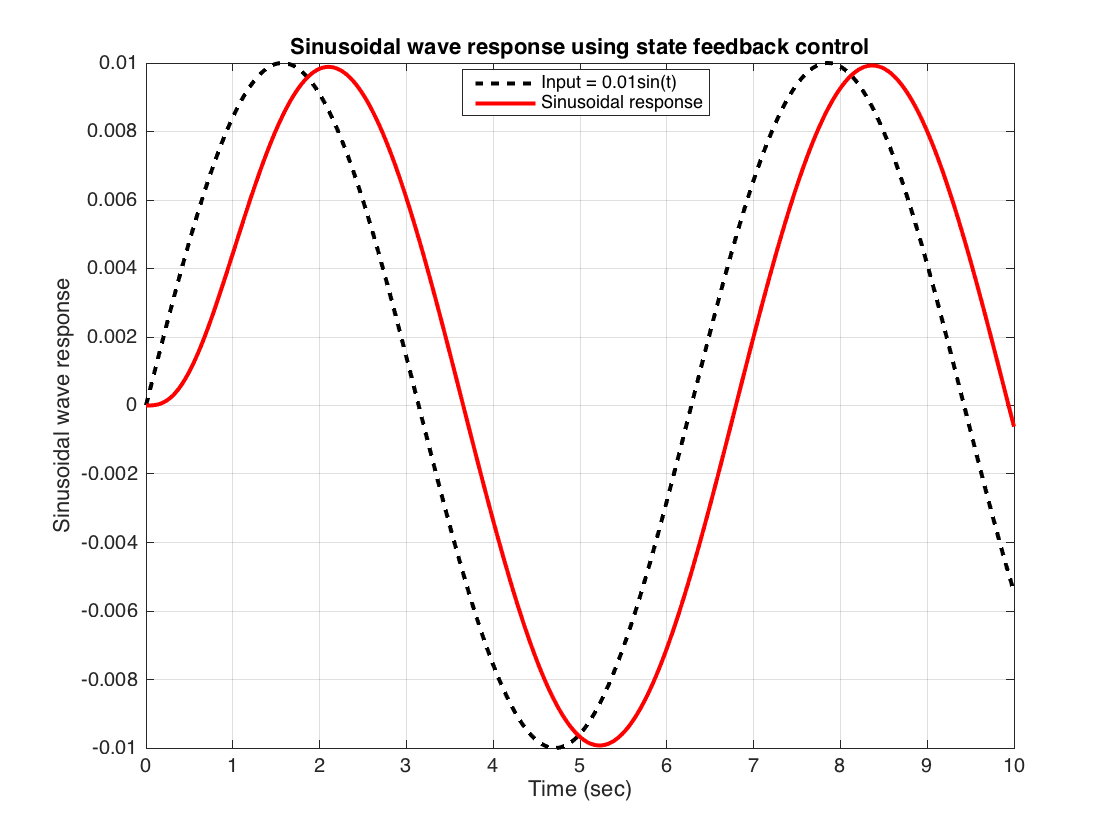 Sinusoidal wave response using state feedback control
Input = 0.01sin(t)
Sinusoidal response
0.01
0.008
0.006
0.004
0.002
0
-0.002
-0.004
-0.006
-0.008
-0.01
Sinusoidal wave response
0 1 2 3 4 5 6 7 8 9 10
Time (sec)